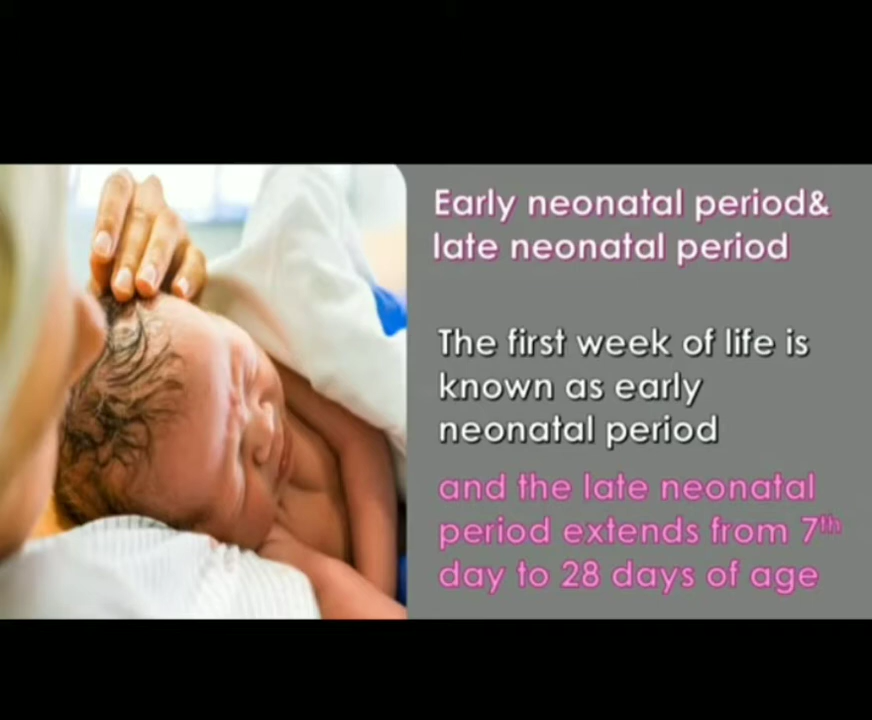 Early neonatal period&
late neonatal period
The first week of life is
known as early
neonatal period
and the late neonatal
period extends from 7th
day to 28 days of age